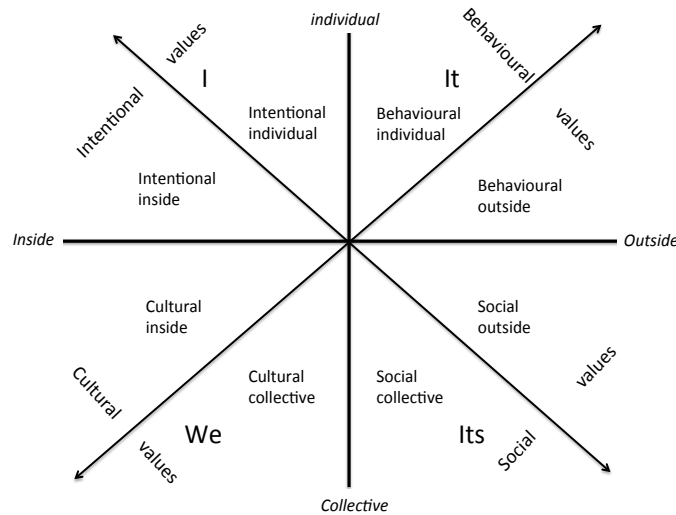 individual
values
Behavioural
I
It
Intentional
individual
Behavioural
individual
Intentional
values
Intentional
inside
Behavioural
outside
Inside
Outside
Cultural
inside
Social
outside
Cultural
Cultural
collective
Social
collective
values
We
Its
values
Social
Collective